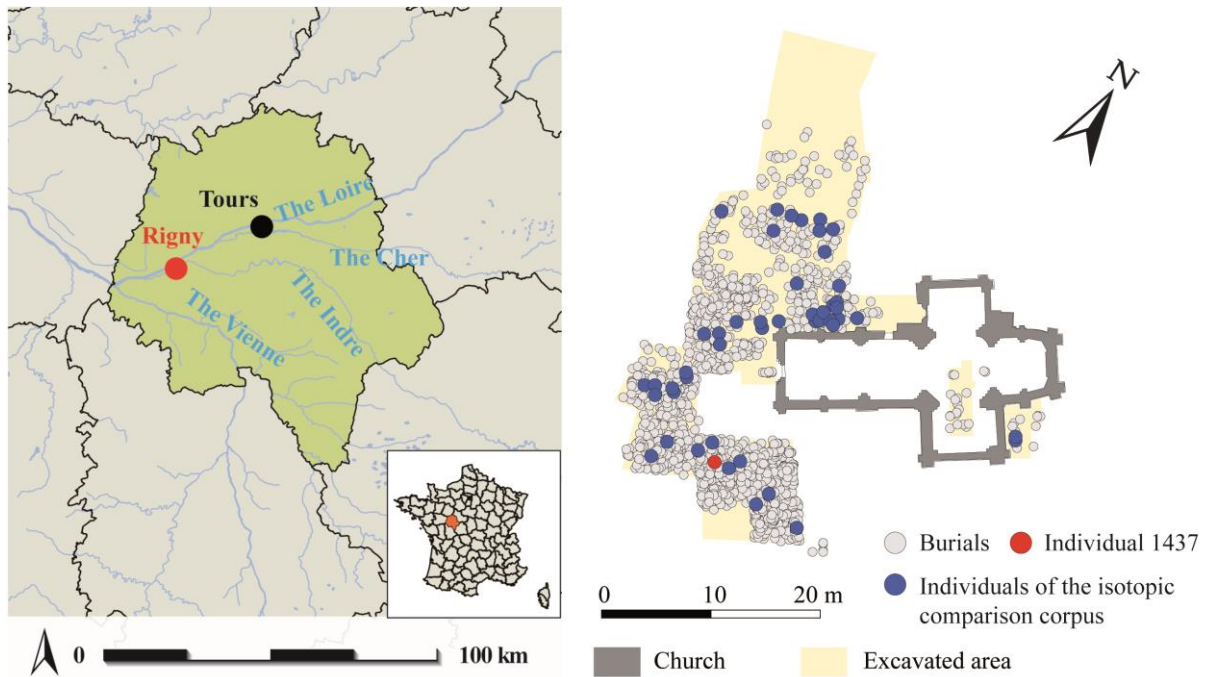 Tours
The Loire
Rigny
The Cher
The Indre
The Vienne
0
100 km
N
Burials
Individual 1437
Individuals of the isotopic
comparison corpus
0
10
20 m
Church
Excavated area